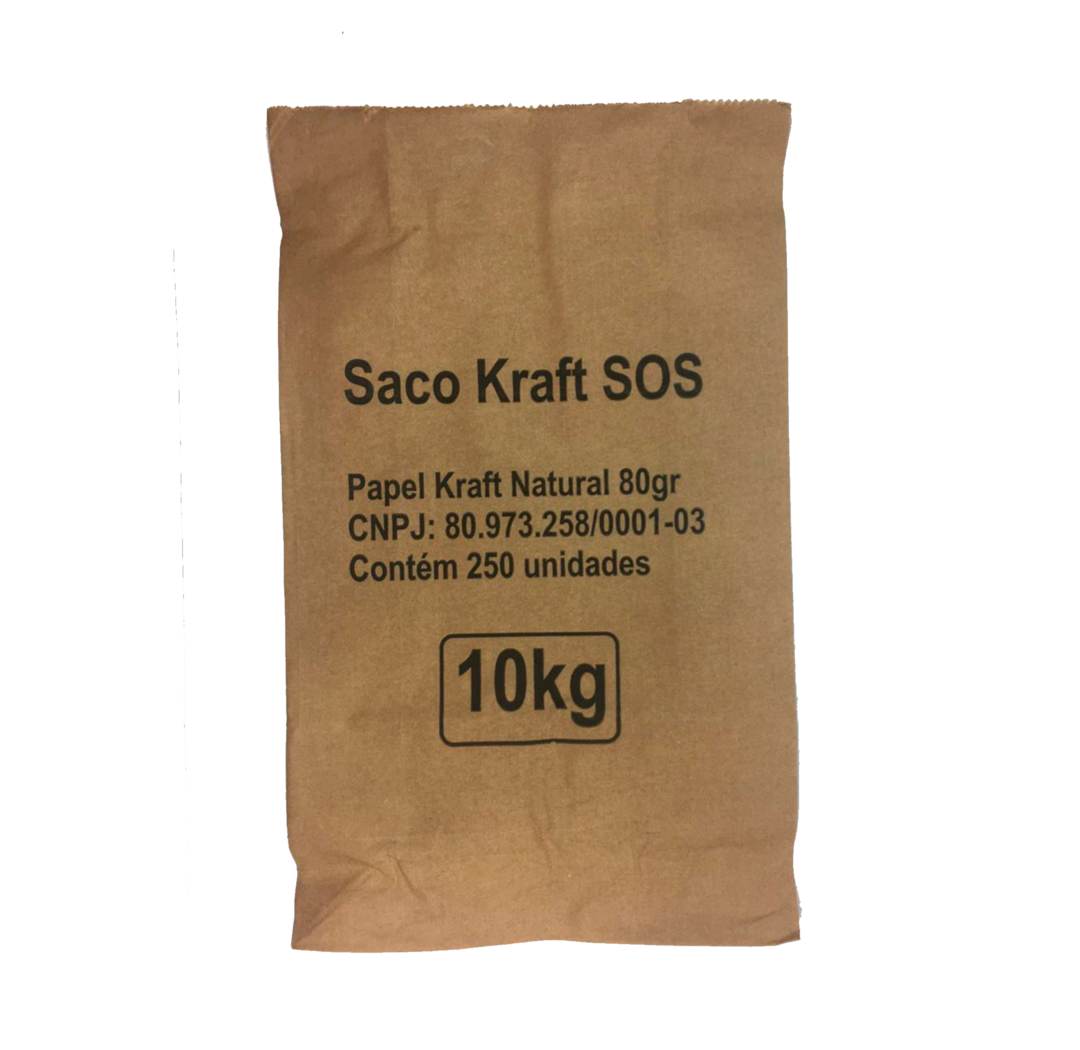 Saco Kraft SOS
Papel Kraft Natural 80gr
CNPJ: 80.973.258/0001-03
Contém 250 unidades
10kg